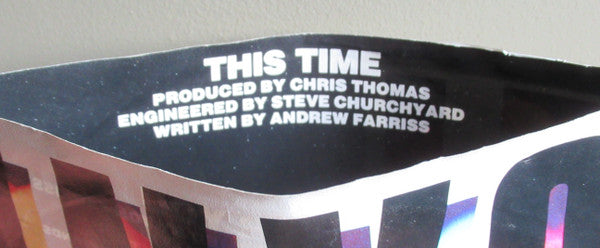 THIS TIME
PRODUCED BY CHRIS THOMAS
ENGINEERED BY STEVE CHURCHYARD
WRITTEN BY ANDREW FARRISS